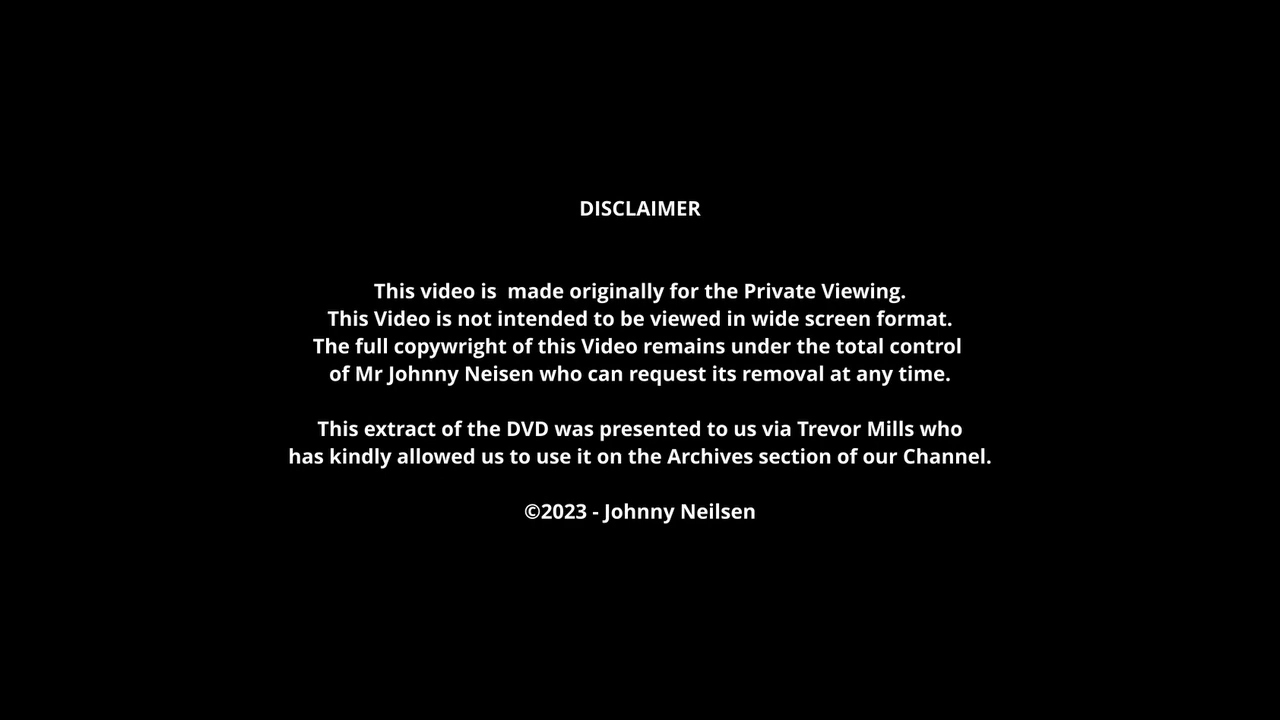 DISCLAIMER
This video is  made originally for the Private Viewing.
This Video is not intended to be viewed in wide screen format.
The full copywright of this Video remains under the total control
of Mr Johnny Neisen who can request its removal at any time.
This extract of the DVD was presented to us via Trevor Mills who
has kindly allowed us to use it on the Archives section of our Channel.
©2023 - Johnny Neilsen